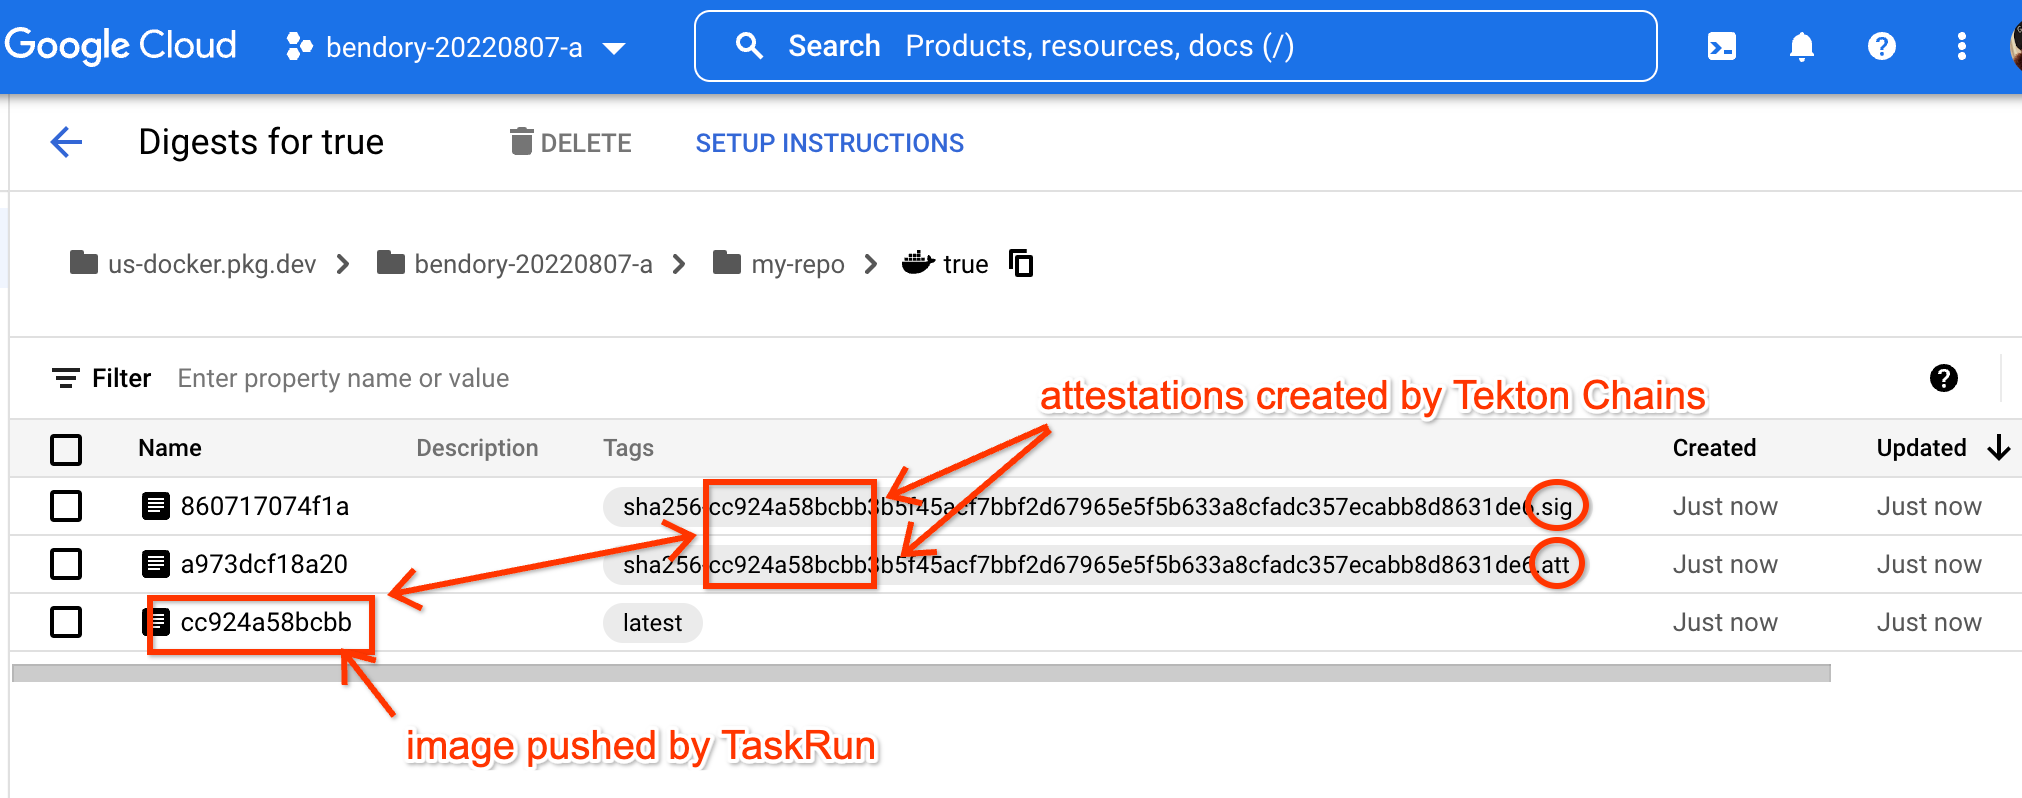 Google Cloud bendory-20220807-a Search Products, resources, docs (/)
Digests for true DELETE SETUP INSTRUCTIONS
us-docker.pkg.dev bendory-20220807-a my-repo true
Filter Enter property name or value
attestations created by Tekton Chains
Name Description Tags Created Updated
860717074f1a sha256-cc924a58bcbb3b5f45acf7bbf2d67965e5f5b633a8cfadc357ecabb8d8631de6.sig Just now Just now
a973dcf18a20 sha256-cc924a58bcbb3b5f45acf7bbf2d67965e5f5b633a8cfadc357ecabb8d8631de6.att Just now Just now
cc924a58bcbb latest Just now Just now
image pushed by TaskRun